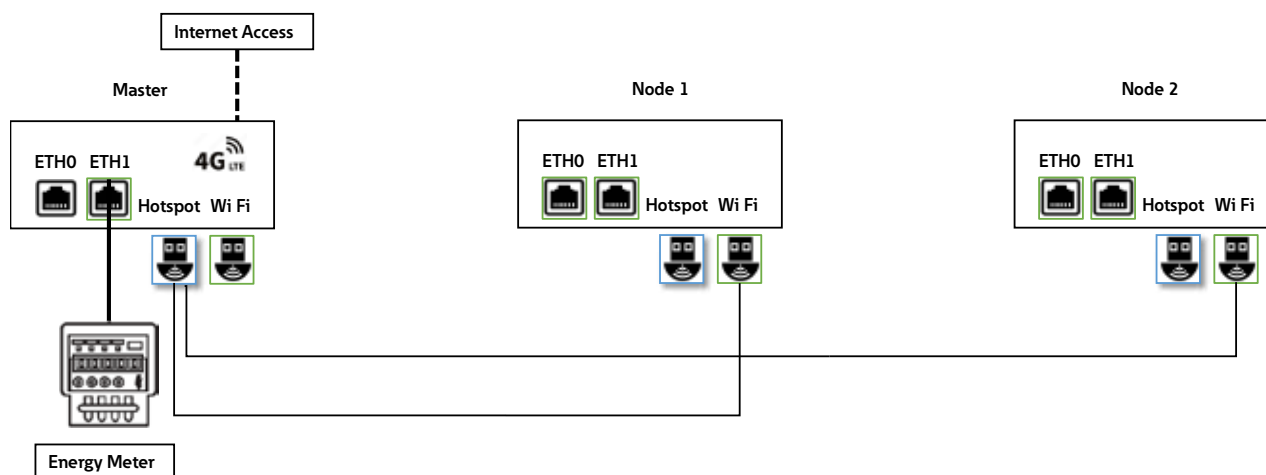 Internet Access
Master
Node 1
Node 2
ETH0 ETH1
4G LTE
Hotspot Wi Fi
ETH0 ETH1
Hotspot Wi Fi
ETH0 ETH1
Hotspot Wi Fi
Energy Meter